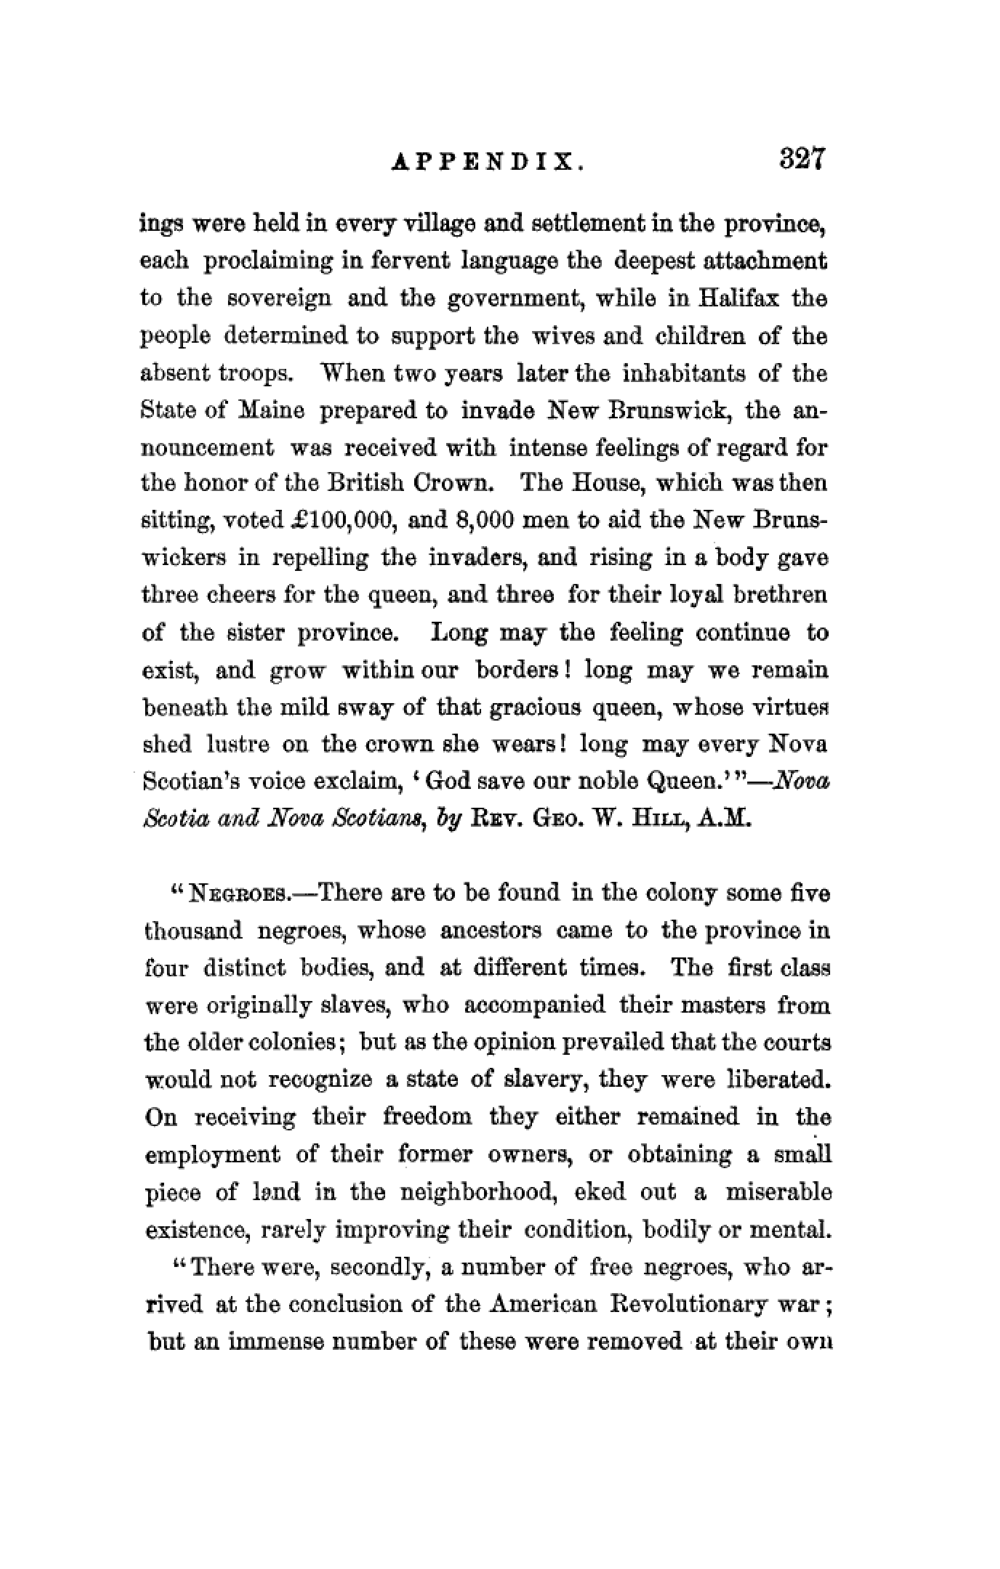 APPENDIX. 327
ings were held in every village and settlement in the province,
each proclaiming in fervent language the deepest attachment
to the sovereign and the government, while in Halifax the
people determined to support the wives and children of the
absent troops. When two years later the inhabitants of the
State of Maine prepared to invade New Brunswick, the an-
nouncement was received with intense feelings of regard for
the honor of the British Crown. The House, which was then
sitting, voted £100,000, and 8,000 men to aid the New Bruns-
wickers in repelling the invaders, and rising in a body gave
three cheers for the queen, and three for their loyal brethren
of the sister province. Long may the feeling continue to
exist, and grow within our borders! long may we remain
beneath the mild sway of that gracious queen, whose virtues
shed lustre on the crown she wears! long may every Nova
Scotian's voice exclaim, ‘God save our noble Queen.’”—Nova
Scotia and Nova Scotians, by REV. GEO. W. HILL, A.M.
“NEGROES.—There are to be found in the colony some five
thousand negroes, whose ancestors came to the province in
four distinct bodies, and at different times. The first class
were originally slaves, who accompanied their masters from
the older colonies; but as the opinion prevailed that the courts
would not recognize a state of slavery, they were liberated.
On receiving their freedom they either remained in the
employment of their former owners, or obtaining a small
piece of land in the neighborhood, eked out a miserable
existence, rarely improving their condition, bodily or mental.
“There were, secondly, a number of free negroes, who ar-
rived at the conclusion of the American Revolutionary war;
but an immense number of these were removed at their own